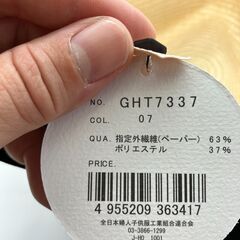 NO. GHT7337
COL. 07
QUA. 指定外繊維(ペーパー) 63%
ポリエステル 37%
PRICE.
4 955209 363417
全日本婦人子供服工業組合連合会
03-3866-1299
J-HO 1001